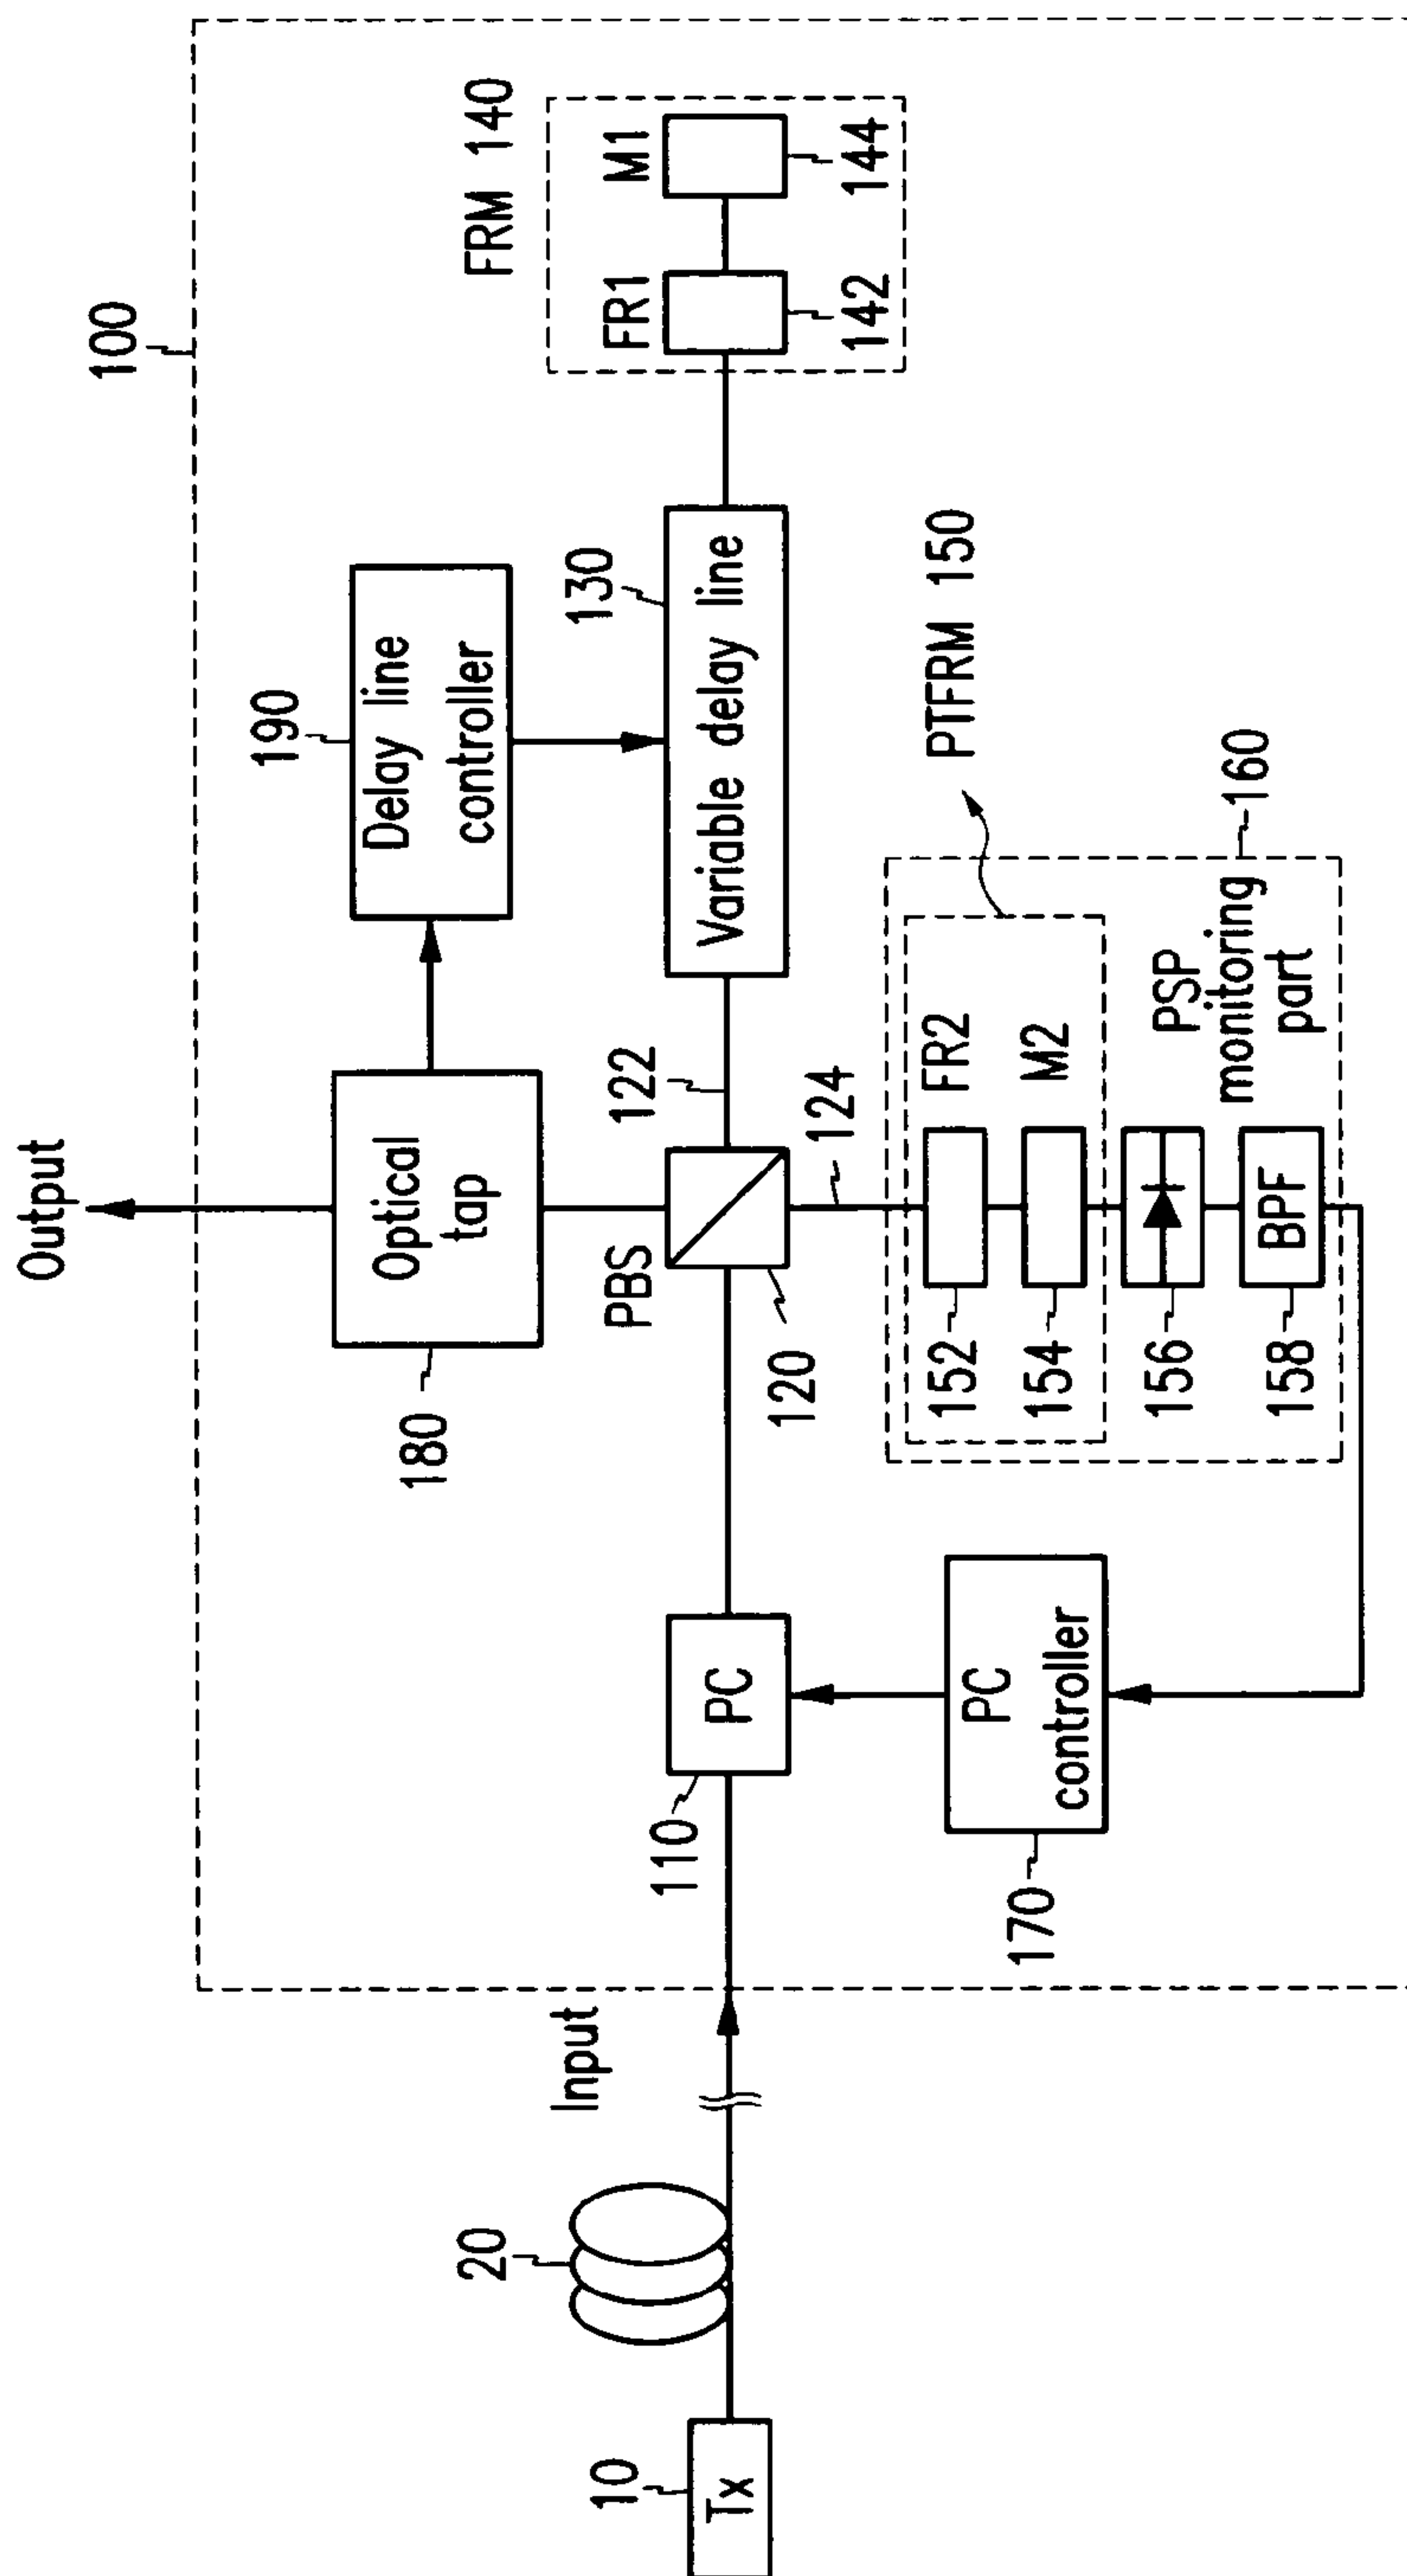 10
Tx
20
Input
100
Output
180
Optical
tap
190
Delay line
controller
110
PC
PBS
120
122
124
130
Variable delay line
FRM 140
FR1
M1
142
144
170
PC
controller
PTFRM 150
FR2
M2
152
154
156
158
BPF
PSP
monitoring
part
160